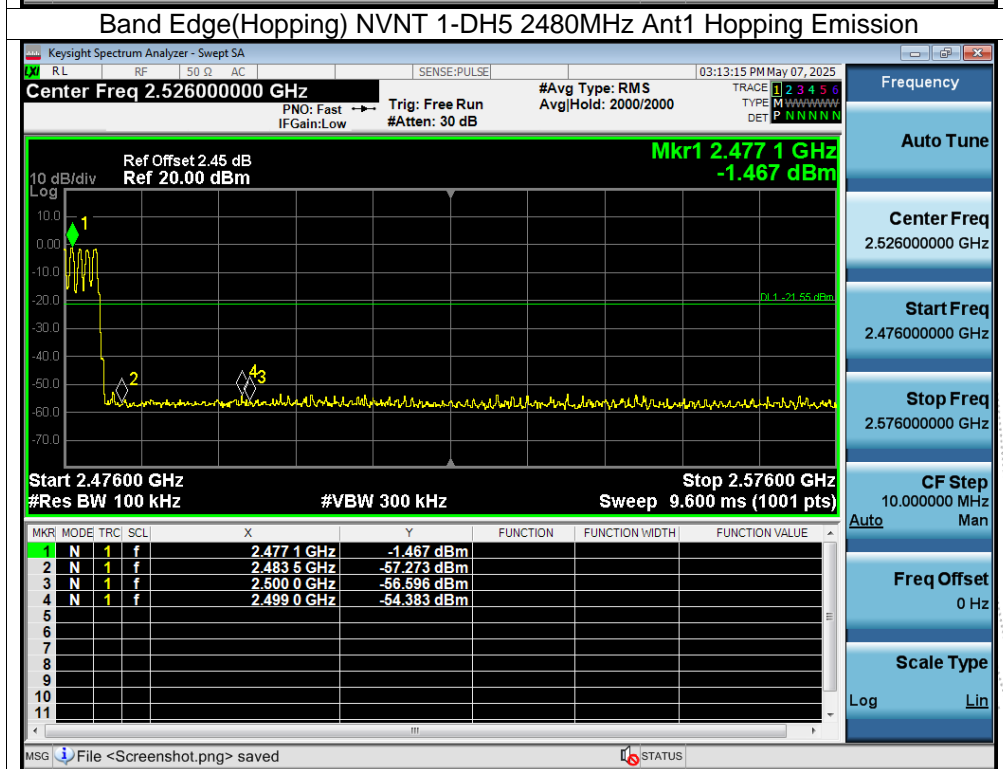 Band Edge(Hopping) NVNT 1-DH5 2480MHz Ant1 Hopping Emission
Keysight Spectrum Analyzer - Swept SA
LXI RL RF 50 Ω AC SENSE:PULSE 03:13:15 PM May 07, 2025
Center Freq 2.526000000 GHz #Avg Type: RMS TRACE 1 2 3 4 5 6
PNO: Fast Trig: Free Run Avg|Hold: 2000/2000 TYPE M WWWWW
IFGain:Low #Atten: 30 dB DET P N N N N N
Mkr1 2.477 1 GHz
-1.467 dBm
Ref Offset 2.45 dB
10 dB/div Ref 20.00 dBm
Log
10.0
0.00
-10.0
-20.0
-30.0
-40.0
-50.0
-60.0
-70.0
1
2
4
3
DL1 -21.55 dBm
Start 2.47600 GHz Stop 2.57600 GHz
#Res BW 100 kHz #VBW 300 kHz Sweep 9.600 ms (1001 pts)
MKR MODE TRC SCL X Y FUNCTION FUNCTION WIDTH FUNCTION VALUE
1 N 1 f 2.477 1 GHz -1.467 dBm
2 N 1 f 2.483 5 GHz -57.273 dBm
3 N 1 f 2.500 0 GHz -56.596 dBm
4 N 1 f 2.499 0 GHz -54.383 dBm
5
6
7
8
9
10
11
MSG File <Screenshot.png> saved STATUS
Frequency
Auto Tune
Center Freq
2.526000000 GHz
Start Freq
2.476000000 GHz
Stop Freq
2.576000000 GHz
CF Step
10.000000 MHz
Auto Man
Freq Offset
0 Hz
Scale Type
Log Lin